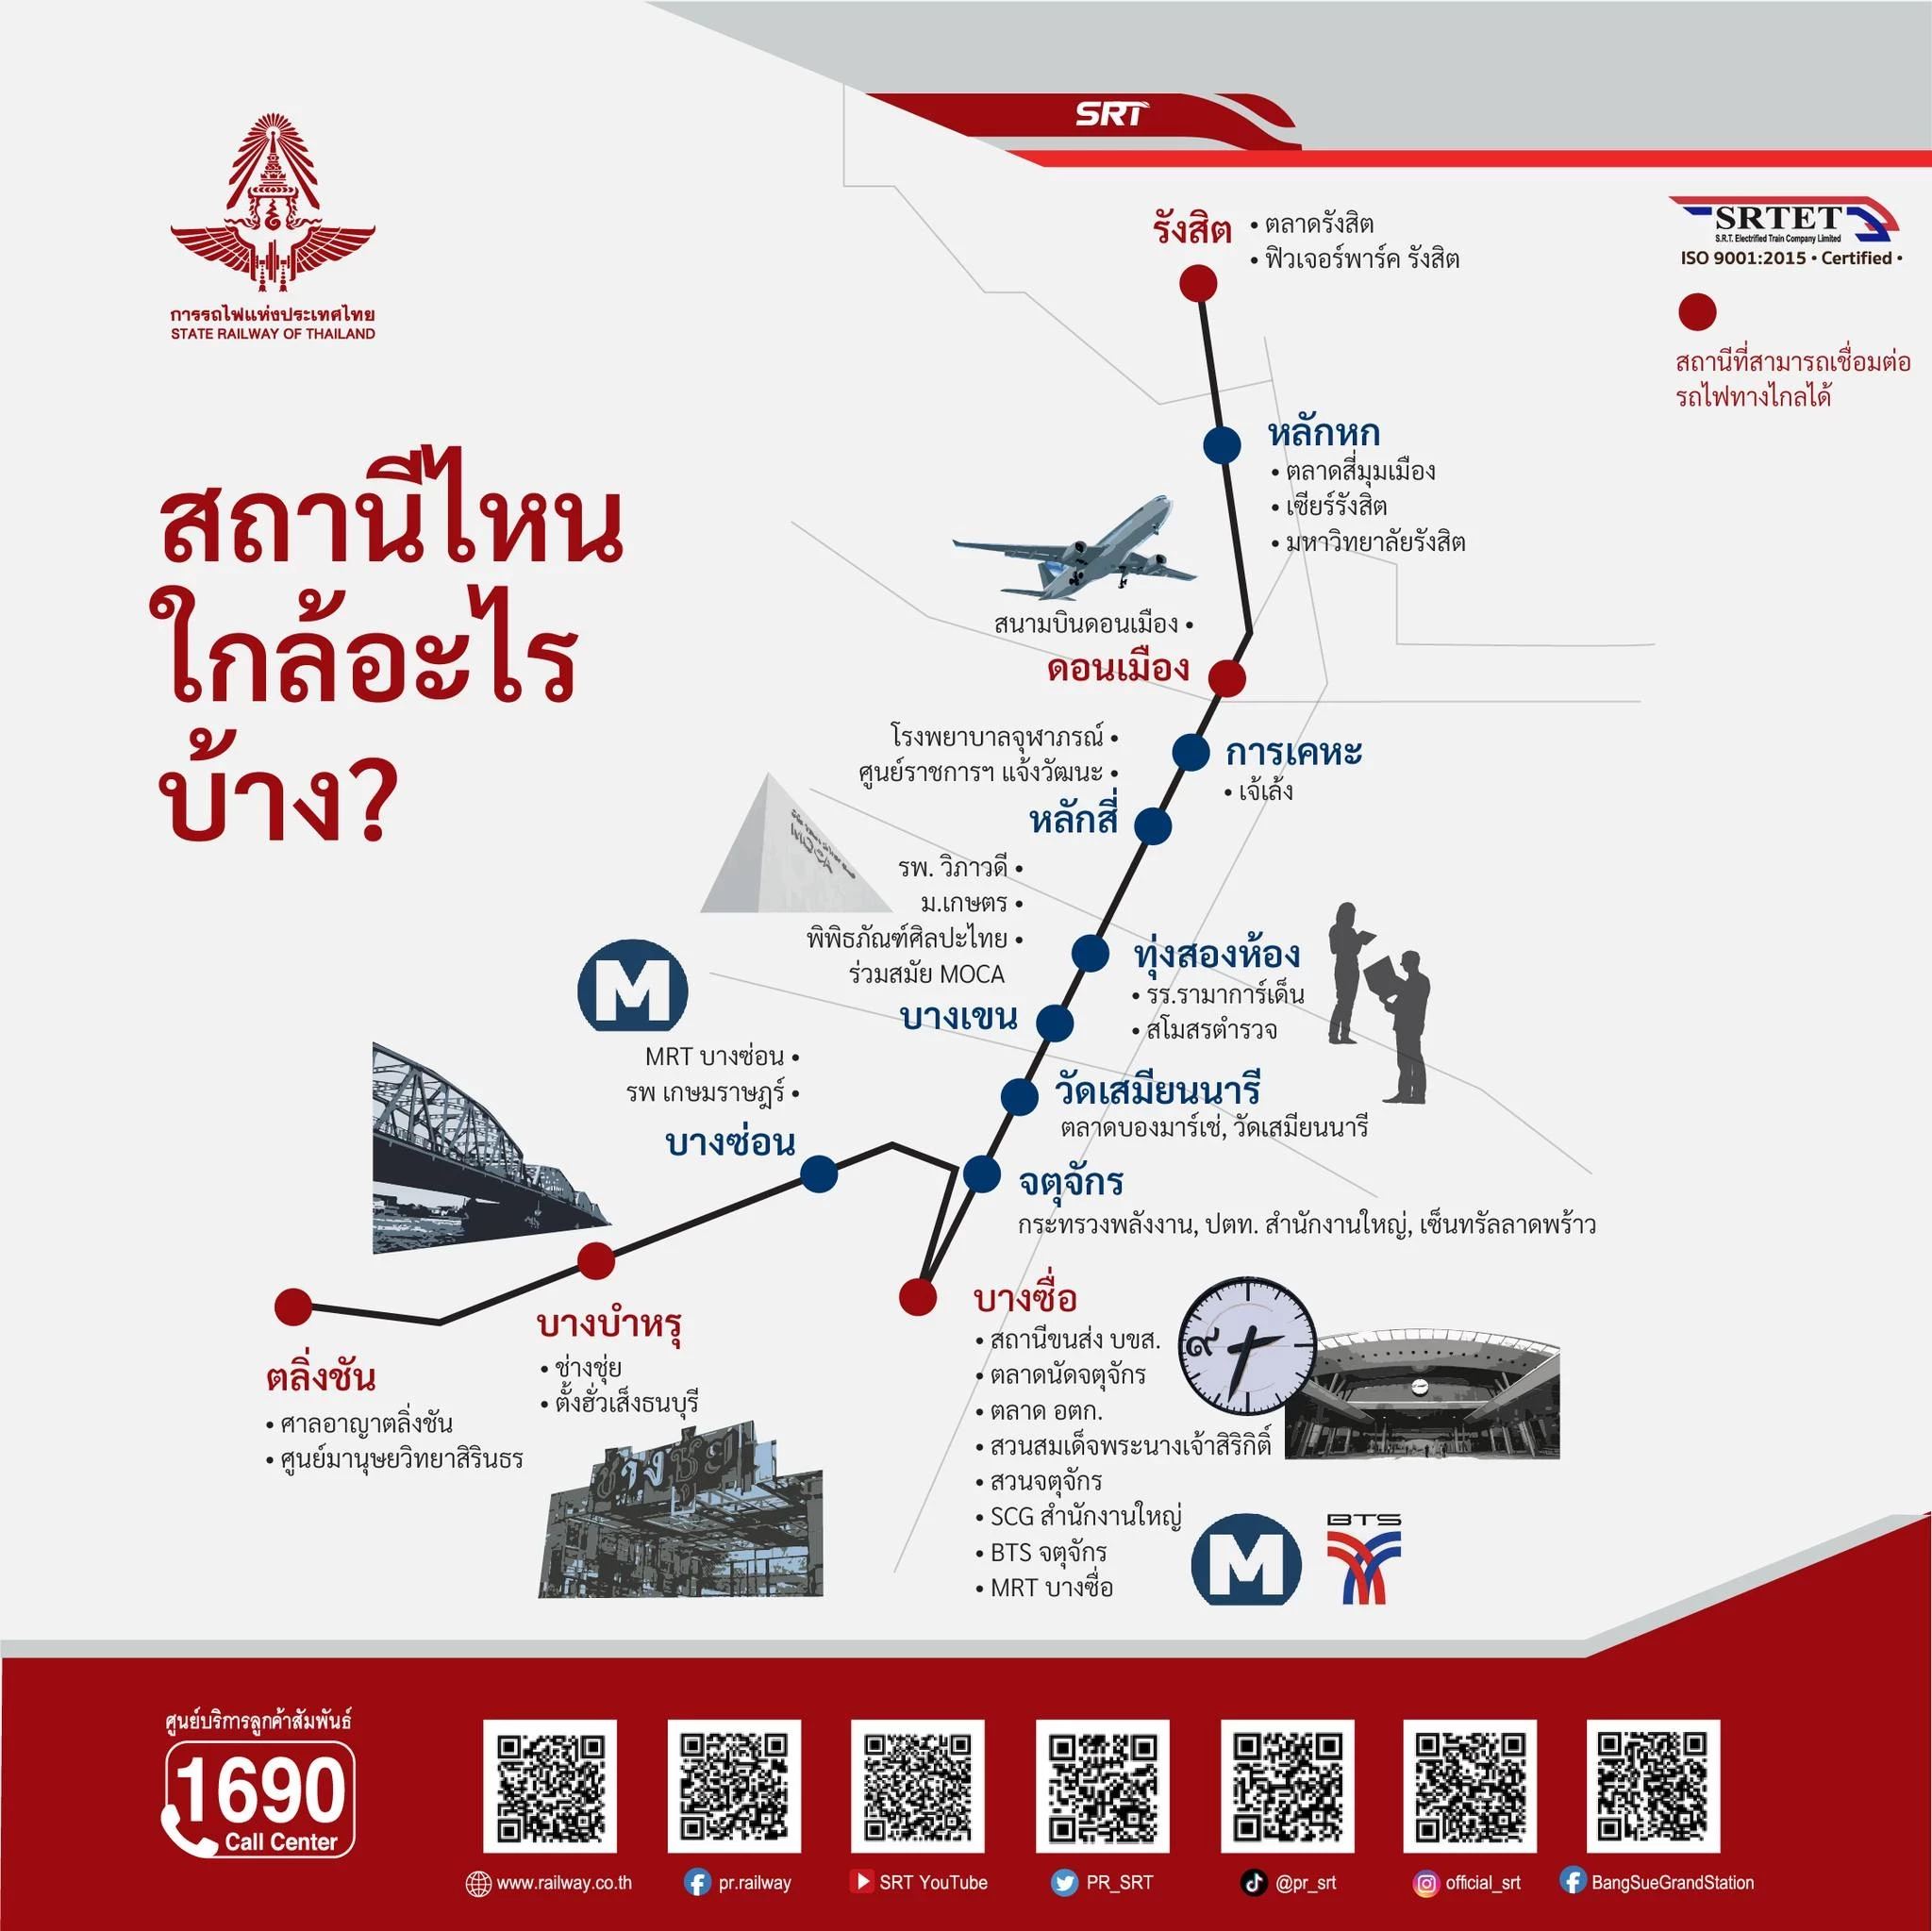 SRT
การรถไฟแห่งประเทศไทย
STATE RAILWAY OF THAILAND
SRTET
S.R.T. Electrified Train Company Limited
ISO 9001:2015 • Certified •
สถานีที่สามารถเชื่อมต่อ
รถไฟทางไกลได้
สถานีไหน
ใกล้อะไร
บ้าง?
รังสิต
• ตลาดรังสิต
• ฟิวเจอร์พาร์ค รังสิต
หลักหก
• ตลาดสี่มุมเมือง
• เซียร์รังสิต
• มหาวิทยาลัยรังสิต
สนามบินดอนเมือง •
ดอนเมือง
การเคหะ
• เจ้เล้ง
โรงพยาบาลจุฬาภรณ์ •
ศูนย์ราชการฯ แจ้งวัฒนะ •
หลักสี่
MOCA
รพ. วิภาวดี •
ม.เกษตร •
พิพิธภัณฑ์ศิลปะไทย •
ร่วมสมัย MOCA
บางเขน
ทุ่งสองห้อง
• รร.รามาการ์เด็น
• สโมสรตำรวจ
วัดเสมียนนารี
ตลาดบองมาร์เช่, วัดเสมียนนารี
จตุจักร
กระทรวงพลังงาน, ปตท. สำนักงานใหญ่, เซ็นทรัลลาดพร้าว
M
MRT บางซ่อน •
รพ เกษมราษฎร์ •
บางซ่อน
บางซื่อ
• สถานีขนส่ง บขส.
• ตลาดนัดจตุจักร
• ตลาด อตก.
• สวนสมเด็จพระนางเจ้าสิริกิติ์
• สวนจตุจักร
• SCG สำนักงานใหญ่
• BTS จตุจักร
• MRT บางซื่อ
๙
M
BTS
บางบำหรุ
• ช่างชุ่ย
• ตั้งฮั่วเส็งธนบุรี
ช่างชุ่ย
ตลิ่งชัน
• ศาลอาญาตลิ่งชัน
• ศูนย์มานุษยวิทยาสิรินธร
ศูนย์บริการลูกค้าสัมพันธ์
1690
Call Center
www.railway.co.th
pr.railway
SRT YouTube
PR_SRT
@pr_srt
official_srt
BangSueGrandStation